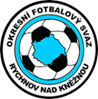 OKRESNÍ FOTBALOVÝ SVAZ
RYCHNOV NAD KNĚŽNOU